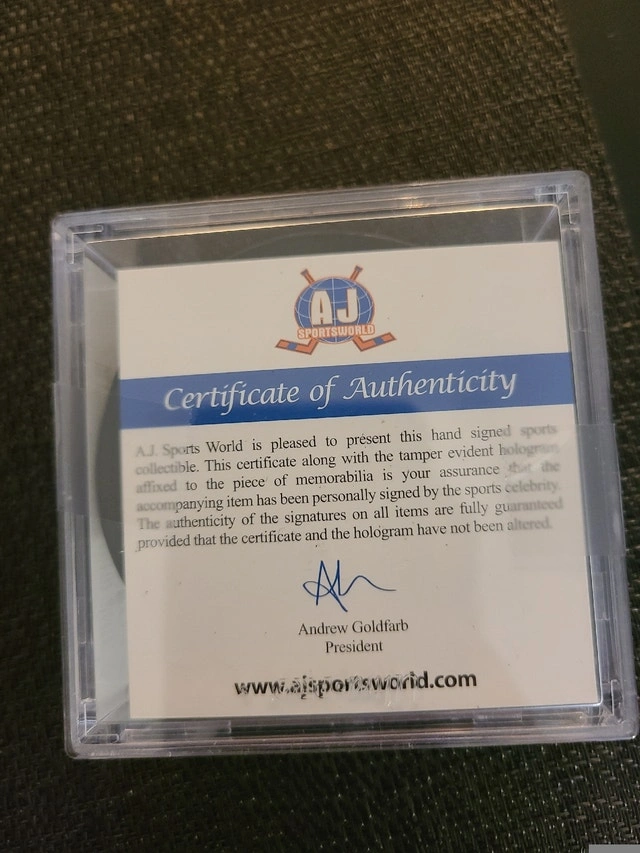 AJ
SPORTSWORLD
Certificate of Authenticity
A.J. Sports World is pleased to present this hand signed sports
collectible. This certificate along with the tamper evident hologram
affixed to the piece of memorabilia is your assurance that the
accompanying item has been personally signed by the sports celebrity.
The authenticity of the signatures on all items are fully guaranteed
provided that the certificate and the hologram have not been altered.
Andrew Goldfarb
President
www.ajsportsworld.com